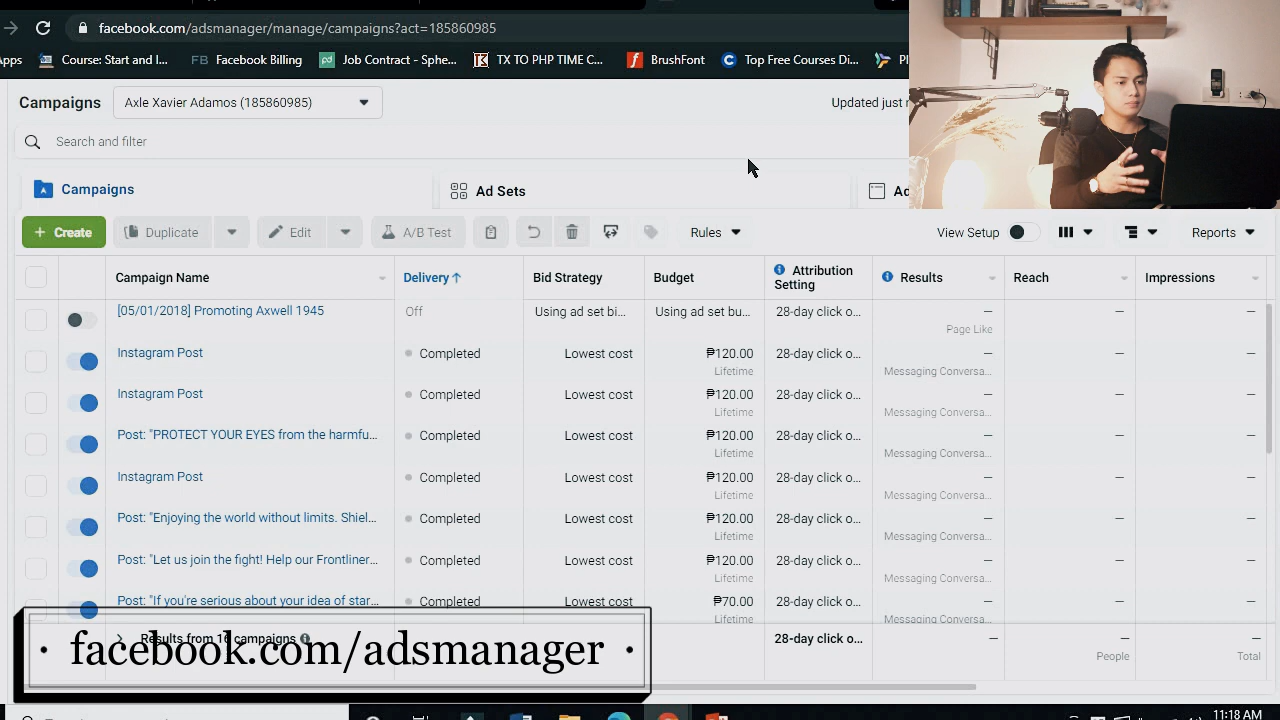 facebook.com/adsmanager/manage/campaigns?act=185860985
Apps
Course: Start and I...
FB Facebook Billing
pd Job Contract - Spri...
TX TO PHP TIME C...
BrushFont
C Top Free Courses Di...
Campaigns
Axle Xavier Adamos (185860985)
Updated just
Search and filter
Campaigns
Ad Sets
+ Create
Duplicate
Edit
A/B Test
Rules
View Setup
Reports
Campaign Name
Delivery ↑
Bid Strategy
Budget
Attribution
Setting
Results
Reach
Impressions
[05/01/2018] Promoting Axwell 1945
Off
Using ad set bi...
Using ad set bu...
28-day click o...
—
Page Like
—
—
Instagram Post
Completed
Lowest cost
₱120.00
Lifetime
28-day click o...
—
Messaging Conversa...
—
—
Instagram Post
Completed
Lowest cost
₱120.00
Lifetime
28-day click o...
—
Messaging Conversa...
—
—
Post: "PROTECT YOUR EYES from the harmfu...
Completed
Lowest cost
₱120.00
Lifetime
28-day click o...
—
Messaging Conversa...
—
—
Instagram Post
Completed
Lowest cost
₱120.00
Lifetime
28-day click o...
—
Messaging Conversa...
—
—
Post: "Enjoying the world without limits. Shiel...
Completed
Lowest cost
₱120.00
Lifetime
28-day click o...
—
Messaging Conversa...
—
—
Post: "Let us join the fight! Help our Frontliner...
Completed
Lowest cost
₱120.00
Lifetime
28-day click o...
—
Messaging Conversa...
—
—
Post: "If you're serious about your idea of star...
Completed
Lowest cost
₱70.00
Lifetime
28-day click o...
—
Messaging Conversa...
—
—
28-day click o...
—
—
People
—
Total
· facebook.com/adsmanager ·
11:18 AM